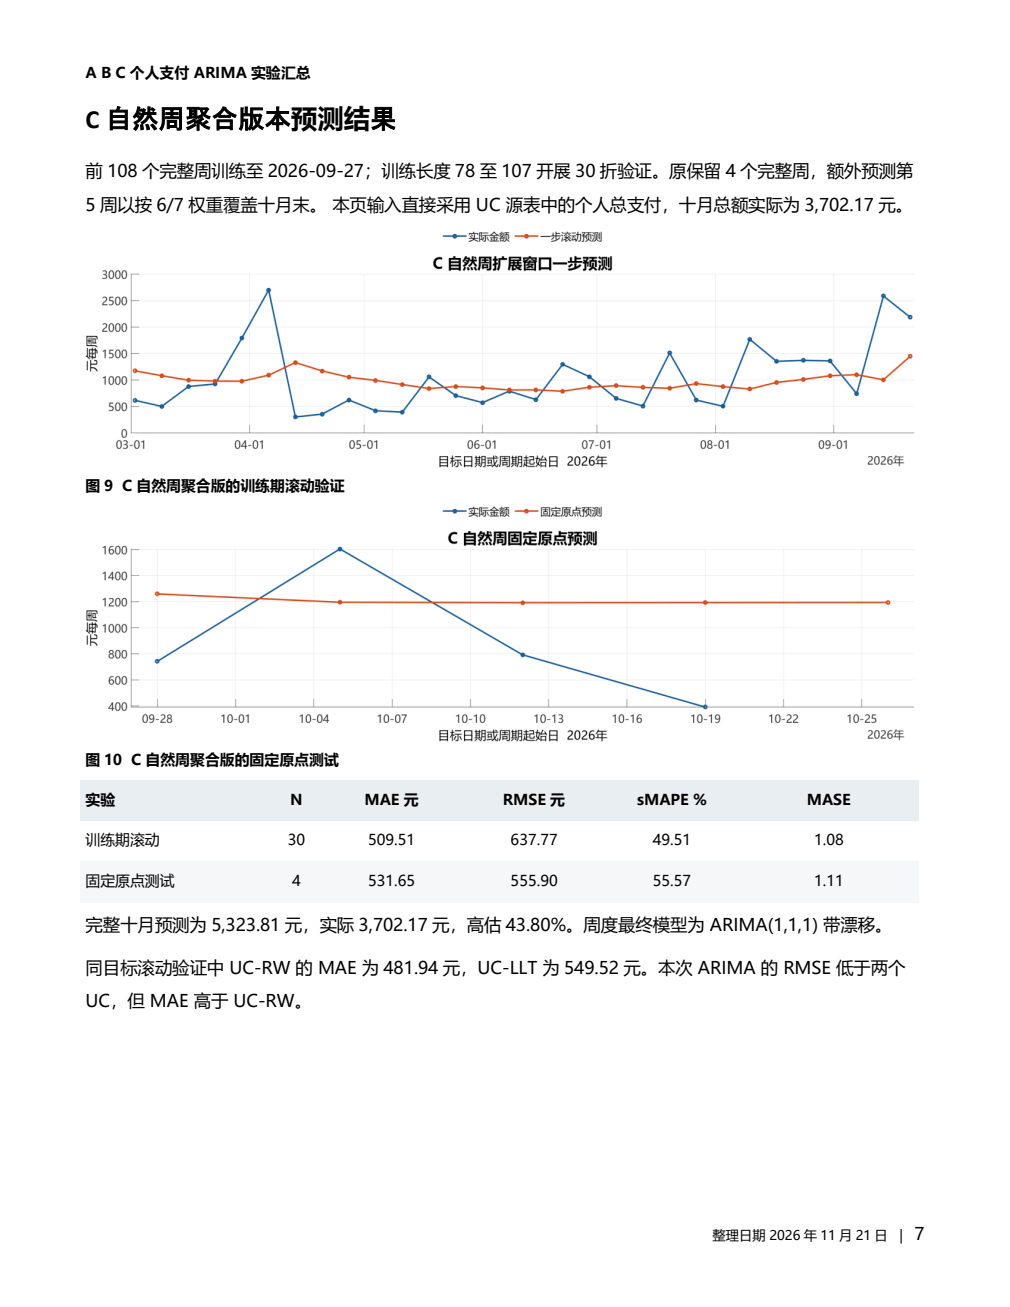 A B C 个人支付 ARIMA 实验汇总
C 自然周聚合版本预测结果
前 108 个完整周训练至 2026-09-27；训练长度 78 至 107 开展 30 折验证。原保留 4 个完整周，额外预测第
5 周以按 6/7 权重覆盖十月末。 本页输入直接采用 UC 源表中的个人总支付，十月总额实际为 3,702.17 元。
实际金额 一步滚动预测
C 自然周扩展窗口一步预测
3000
2500
2000
1500
1000
500
0
元每周
03-01 04-01 05-01 06-01 07-01 08-01 09-01
目标日期或周期起始日 2026年
2026年
图 9 C 自然周聚合版的训练期滚动验证
实际金额 固定原点预测
C 自然周固定原点预测
1600
1400
1200
1000
800
600
400
元每周
09-28 10-01 10-04 10-07 10-10 10-13 10-16 10-19 10-22 10-25
目标日期或周期起始日 2026年
2026年
图 10 C 自然周聚合版的固定原点测试
实验 N MAE 元 RMSE 元 sMAPE % MASE
训练期滚动 30 509.51 637.77 49.51 1.08
固定原点测试 4 531.65 555.90 55.57 1.11
完整十月预测为 5,323.81 元，实际 3,702.17 元，高估 43.80%。周度最终模型为 ARIMA(1,1,1) 带漂移。
同目标滚动验证中 UC-RW 的 MAE 为 481.94 元，UC-LLT 为 549.52 元。本次 ARIMA 的 RMSE 低于两个
UC，但 MAE 高于 UC-RW。
整理日期 2026 年 11 月 21 日 | 7